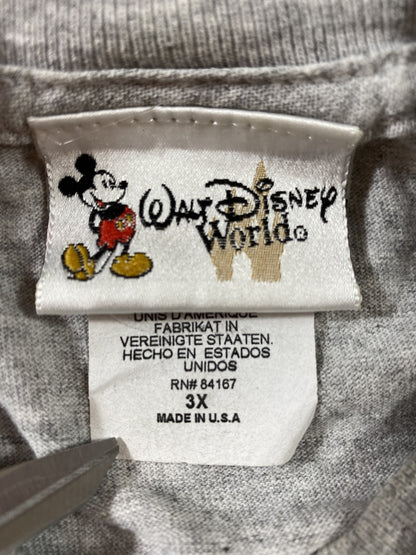 WALT DISNEY
World®
UNIS D'AMERIQUE
FABRIKAT IN
VEREINIGTE STAATEN.
HECHO EN ESTADOS
UNIDOS
RN# 84167
3X
MADE IN U.S.A